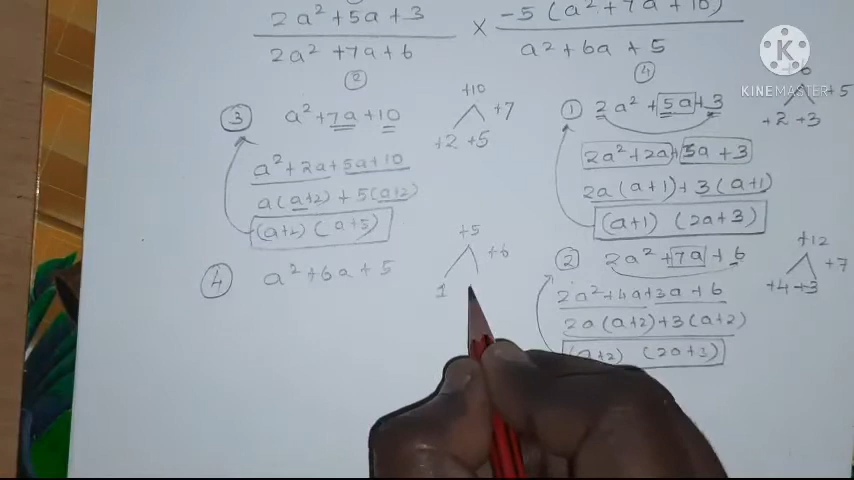 2a² + 5a + 3 / 2a² + 7a + 6 × -5 (a² + 7a + 10) / a² + 6a + 5
② ④
KINEMASTER
③ a² + 7a + 10
+10
+7
+2 +5
a² + 2a + 5a + 10
a(a+2) + 5(a+2)
(a+2) (a+5)
① 2a² + 5a + 3
6
+5
+2 +3
2a² + 2a + 3a + 3
2a(a+1) + 3(a+1)
(a+1) (2a+3)
④ a² + 6a + 5
+5
+6
1
② 2a² + 7a + 6
+12
+7
+4 +3
2a² + 4a + 3a + 6
2a(a+2) + 3(a+2)
(a+2) (2a+3)